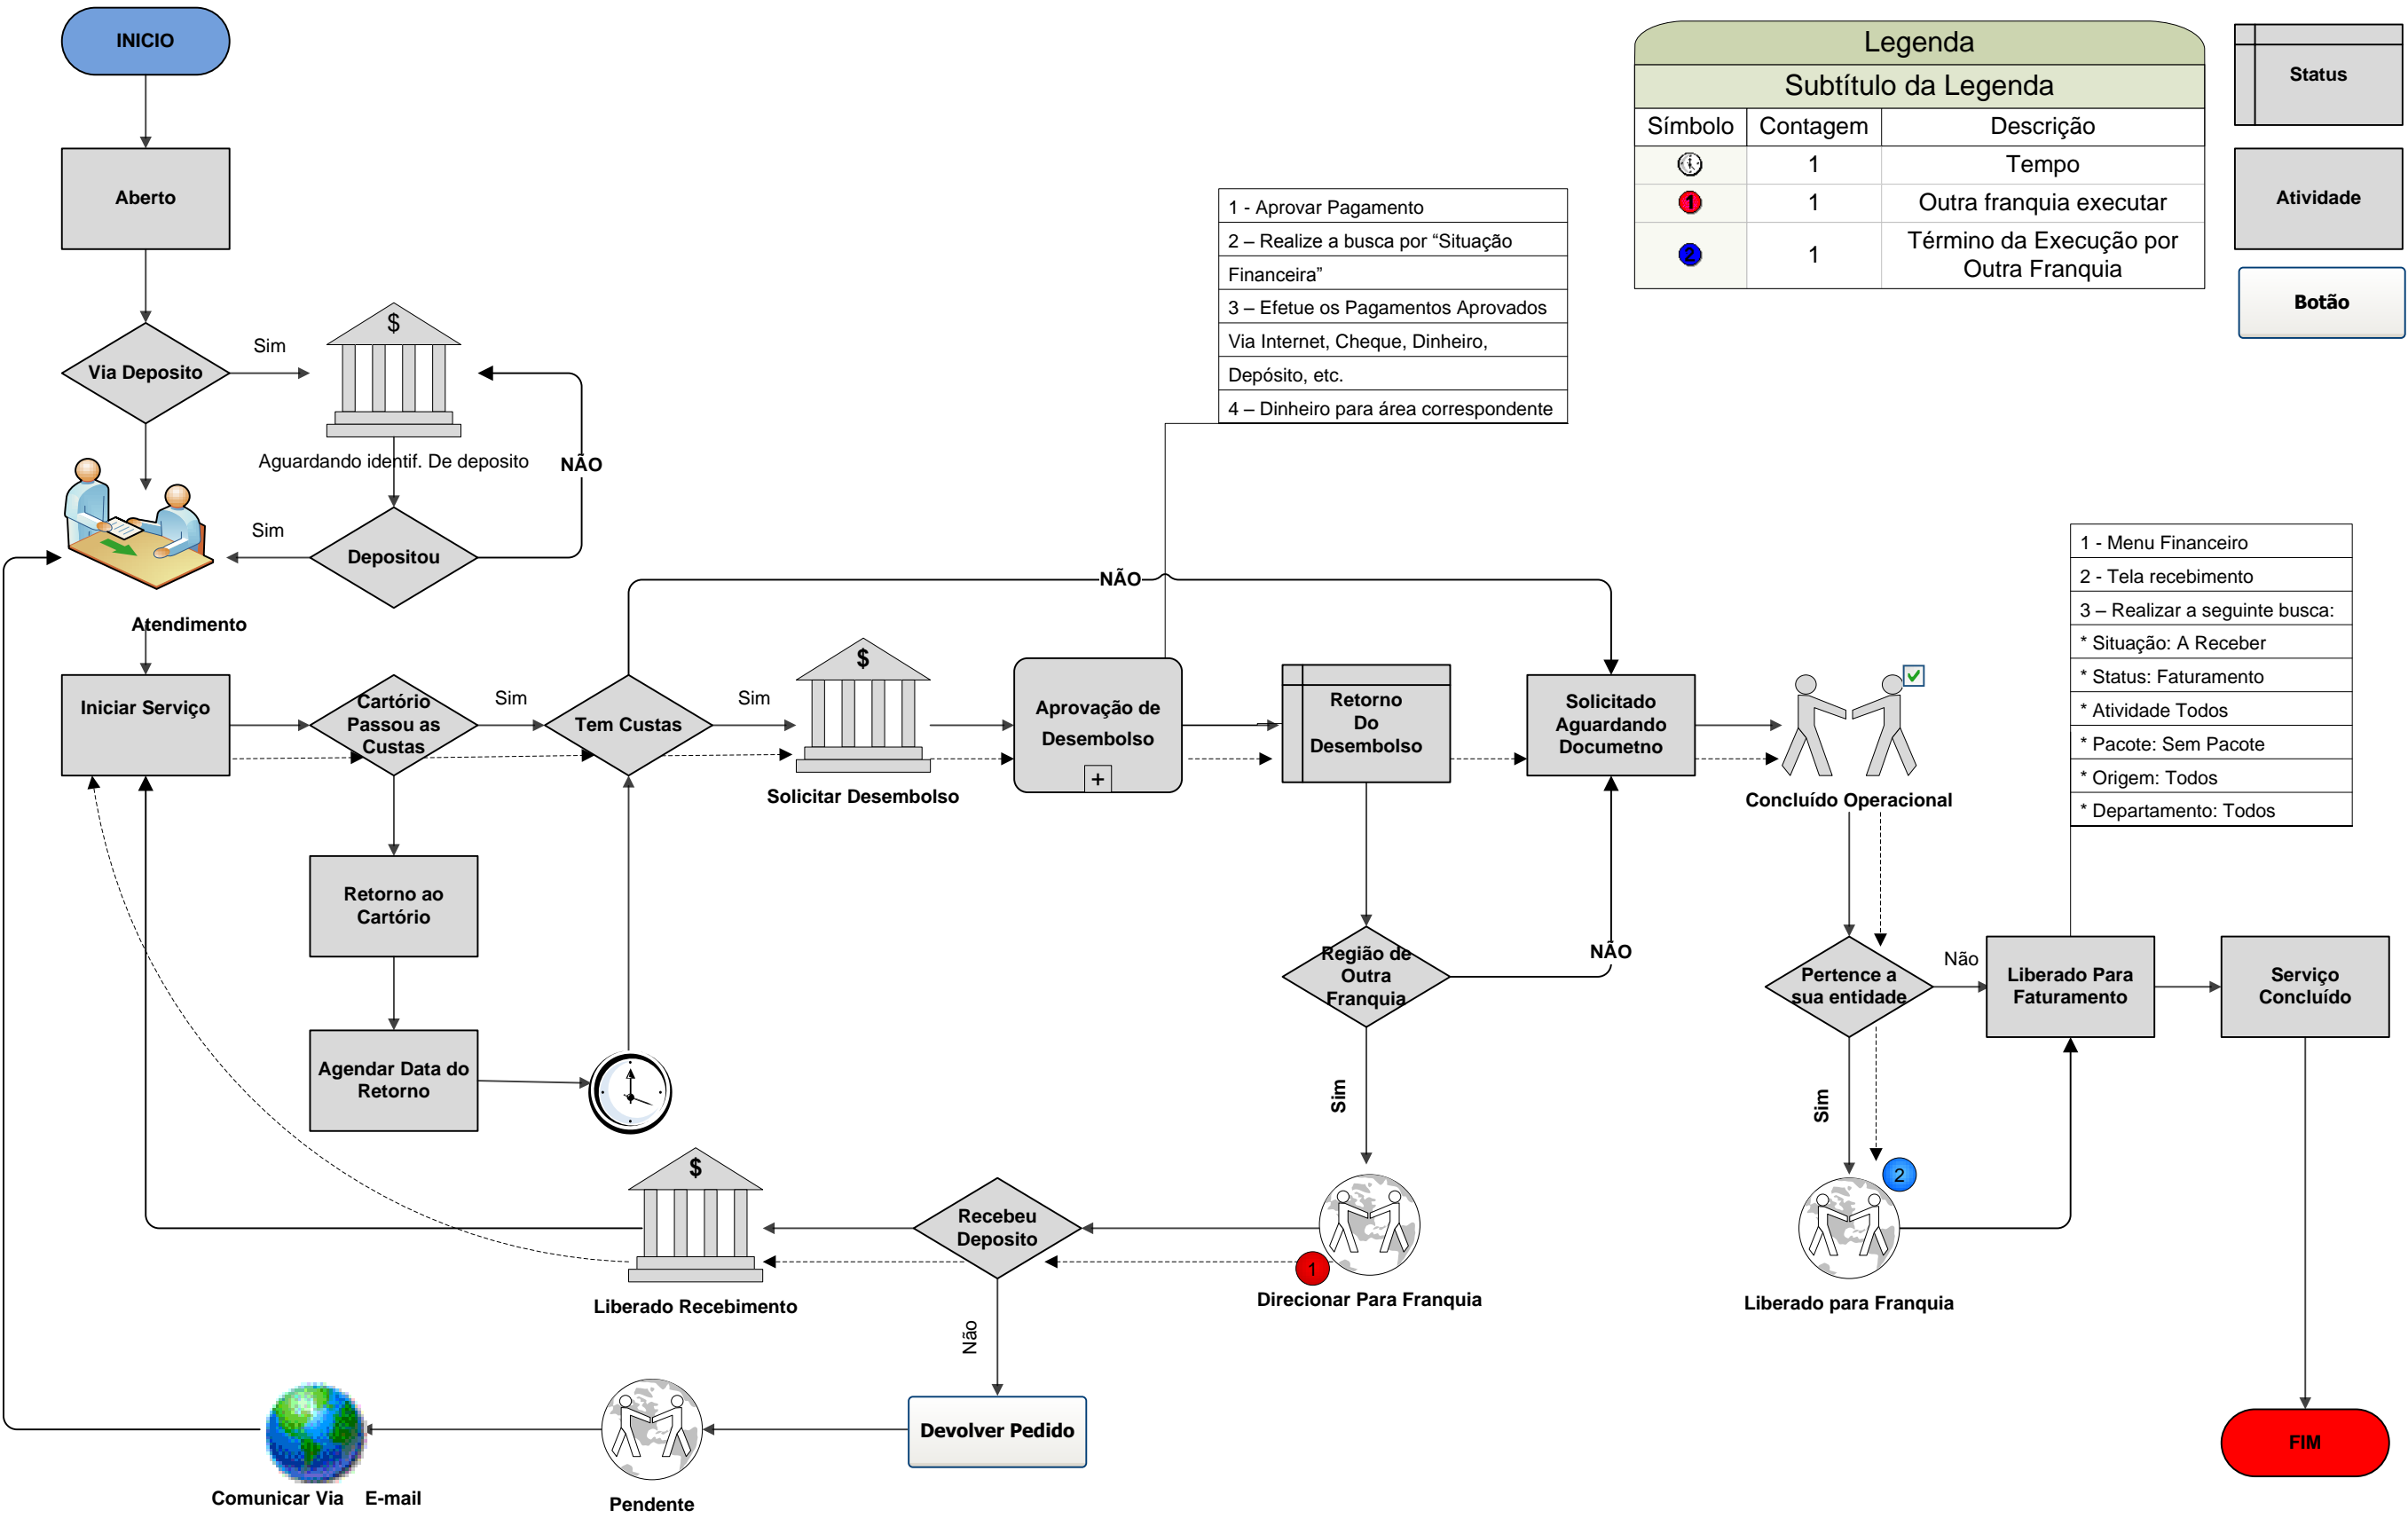 INICIO
Aberto
Via Deposito
Sim
$
Aguardando identif. De deposito
NÃO
Sim
Depositou
Atendimento
Legenda
Subtítulo da Legenda
Símbolo Contagem Descrição
1 Tempo
1 1 Outra franquia executar
2 1 Término da Execução por
Outra Franquia
Status
Atividade
Botão
1 - Aprovar Pagamento
2 – Realize a busca por “Situação
Financeira”
3 – Efetue os Pagamentos Aprovados
Via Internet, Cheque, Dinheiro,
Depósito, etc.
4 – Dinheiro para área correspondente
1 - Menu Financeiro
2 - Tela recebimento
3 – Realizar a seguinte busca:
* Situação: A Receber
* Status: Faturamento
* Atividade Todos
* Pacote: Sem Pacote
* Origem: Todos
* Departamento: Todos
NÃO
Iniciar Serviço
Cartório
Passou as
Custas
Sim
Tem Custas
Sim
$
Solicitar Desembolso
Aprovação de
Desembolso
+
Retorno
Do
Desembolso
Solicitado
Aguardando
Documetno
Concluído Operacional
Retorno ao
Cartório
Agendar Data do
Retorno
Região de
Outra
Franquia
NÃO
Sim
Pertence a
sua entidade
Não
Sim
Liberado Para
Faturamento
Serviço
Concluído
$
Liberado Recebimento
Recebeu
Deposito
Não
1
Direcionar Para Franquia
2
Liberado para Franquia
Devolver Pedido
Pendente
Comunicar Via E-mail
FIM